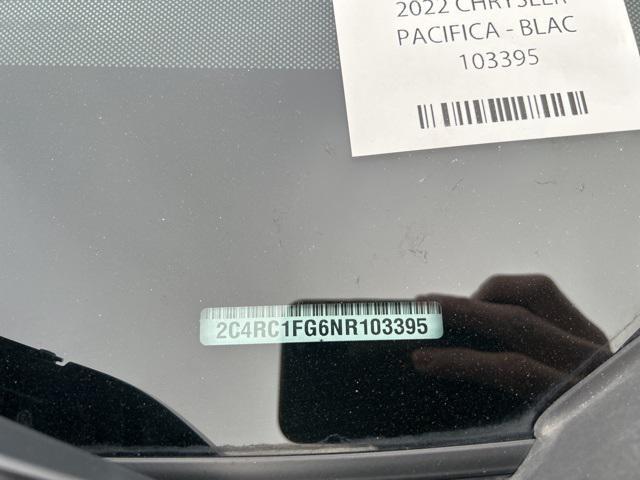 2022 CHRYSLER
PACIFICA - BLAC
103395
2C4RC1FG6NR103395